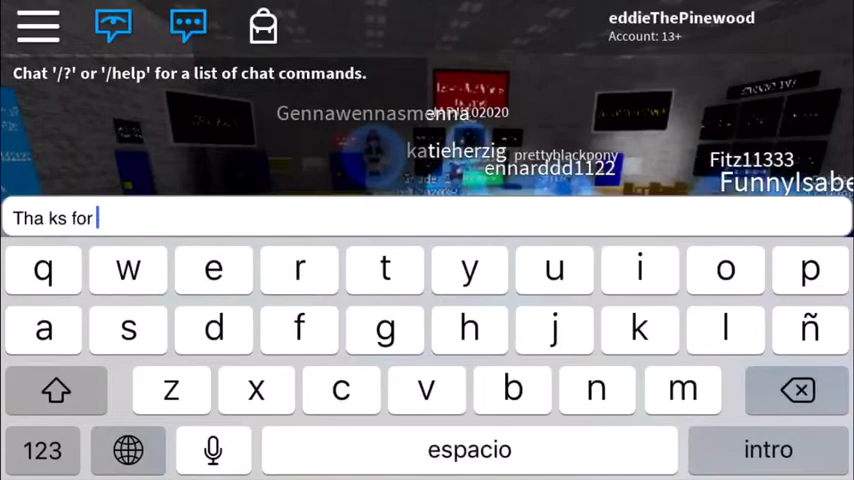 eddieThePinewood
Account: 13+
Chat '/?' or '/help' for a list of chat commands.
Gennawennasmenna
katieherzig
prettyblackpony
ennarddd1122
Fitz11333
FunnyIsabe
Tha ks for
q w e r t y u i o p
a s d f g h j k l ñ
z x c v b n m
123 espacio intro